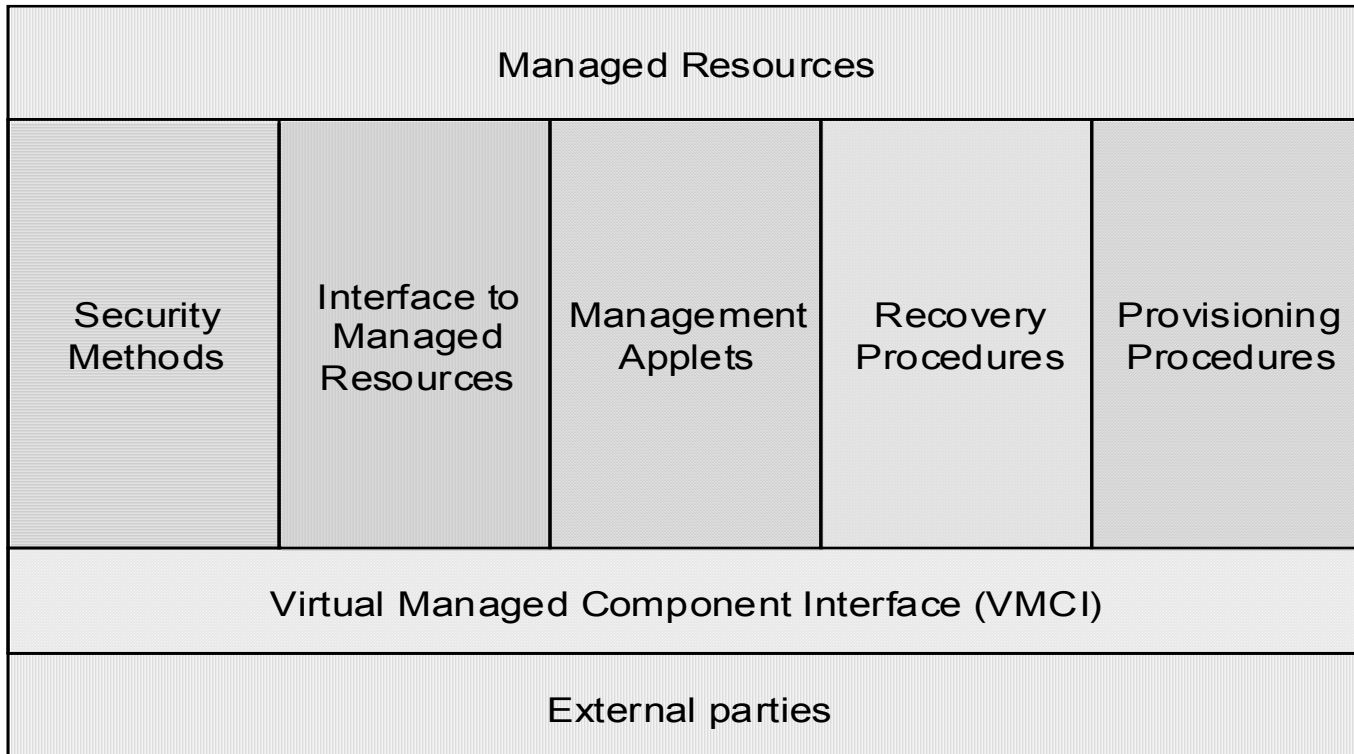 Managed Resources
Security
Methods
Interface to
Managed
Resources
Management
Applets
Recovery
Procedures
Provisioning
Procedures
Virtual Managed Component Interface (VMCI)
External parties